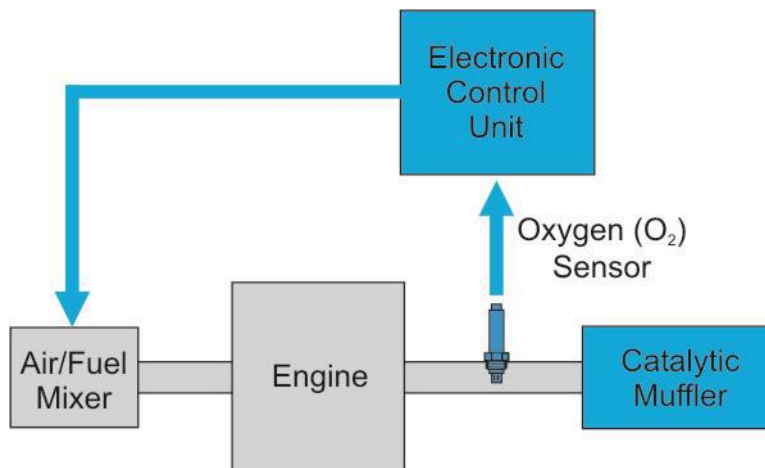 Electronic
Control
Unit
Oxygen (O₂)
Sensor
Air/Fuel
Mixer
Engine
Catalytic
Muffler